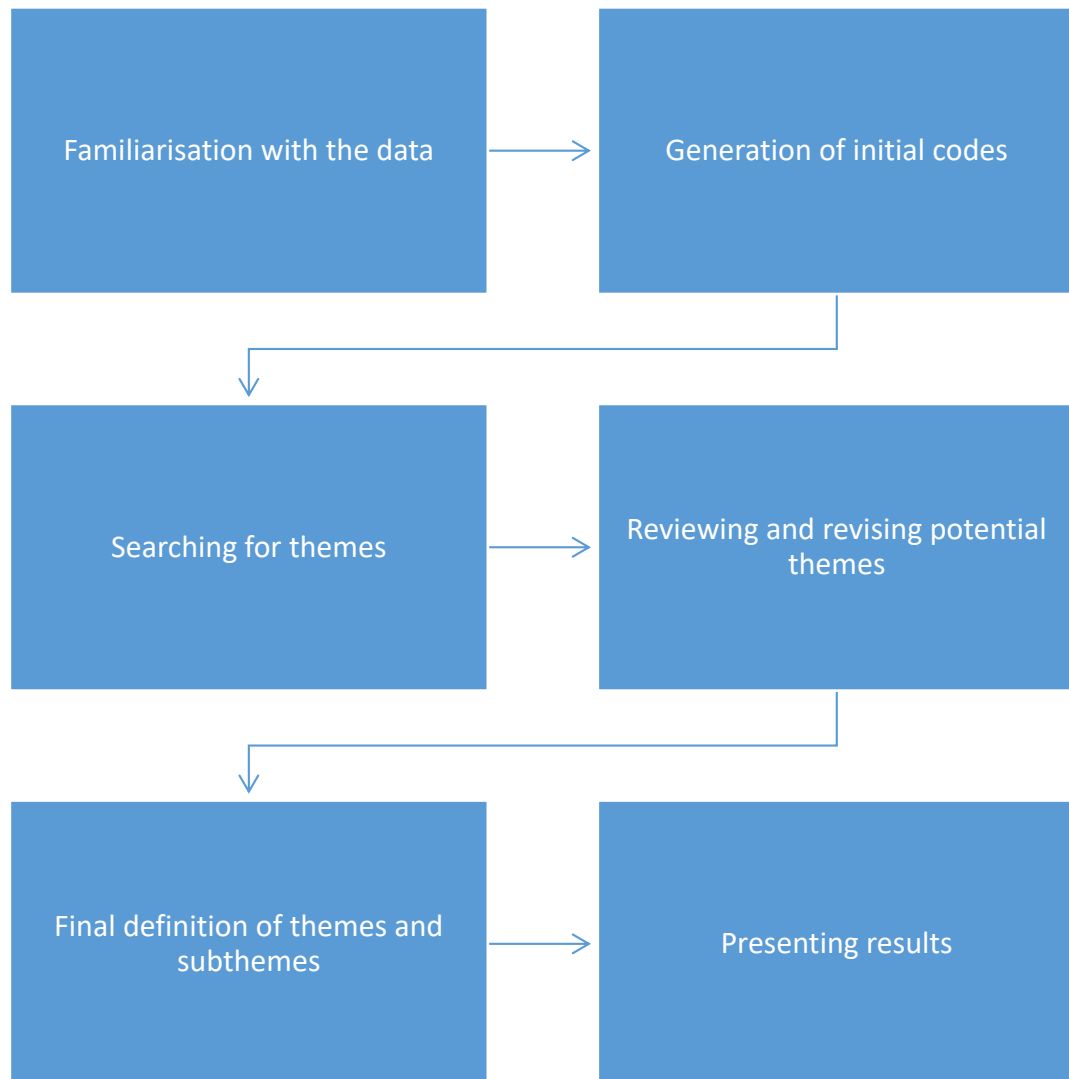 Familiarisation with the data
Generation of initial codes
Searching for themes
Reviewing and revising potential
themes
Final definition of themes and
subthemes
Presenting results